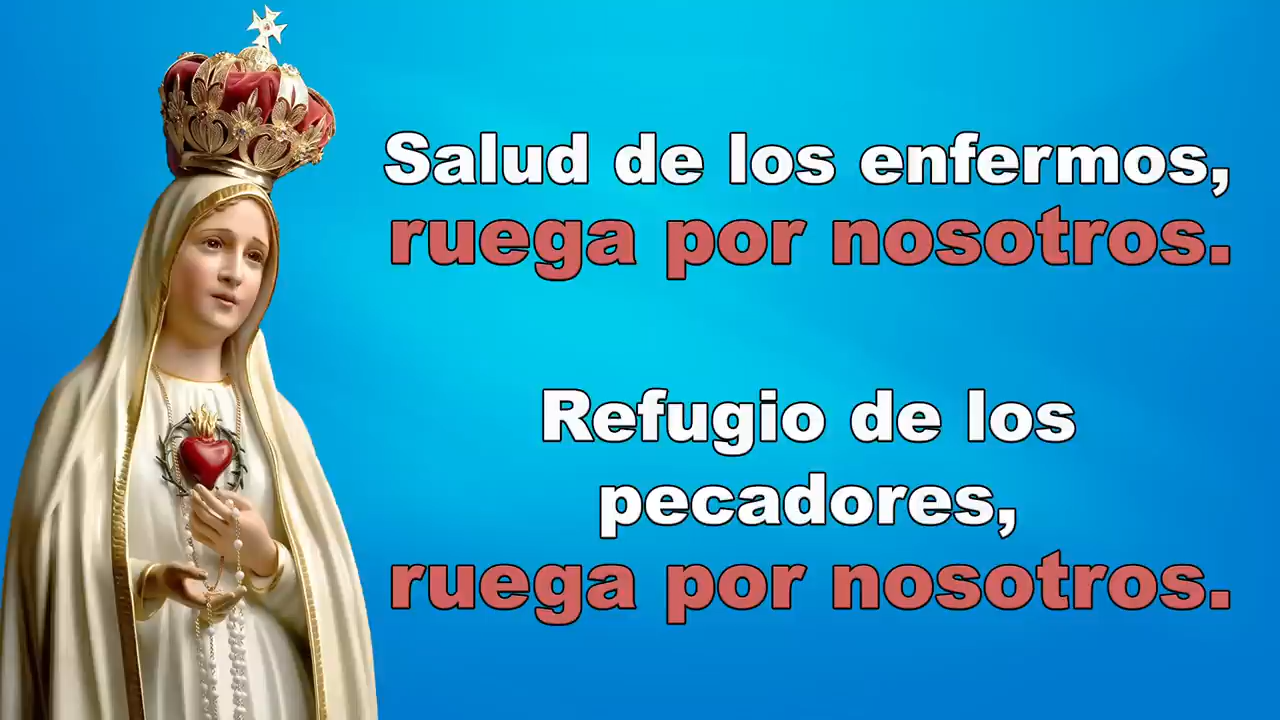 Salud de los enfermos,
ruega por nosotros.
Refugio de los
pecadores,
ruega por nosotros.